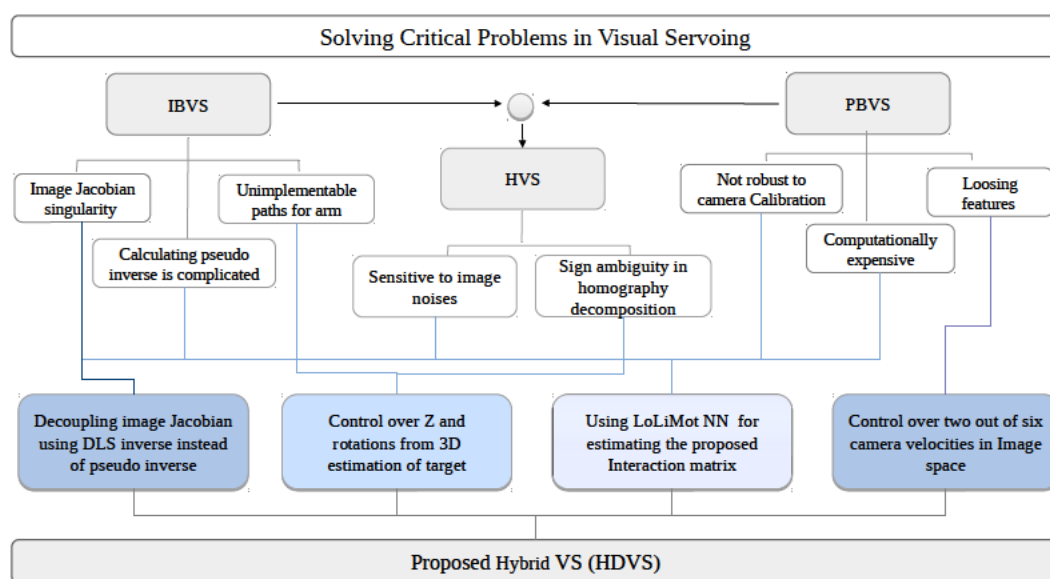 Solving Critical Problems in Visual Servoing
IBVS
PBVS
HVS
Image Jacobian
singularity
Unimplementable
paths for arm
Not robust to
camera Calibration
Loosing
features
Calculating pseudo
inverse is complicated
Sensitive to image
noises
Sign ambiguity in
homography
decomposition
Computationally
expensive
Decoupling image Jacobian
using DLS inverse instead
of pseudo inverse
Control over Z and
rotations from 3D
estimation of target
Using LoLiMot NN for
estimating the proposed
Interaction matrix
Control over two out of six
camera velocities in Image
space
Proposed Hybrid VS (HDVS)